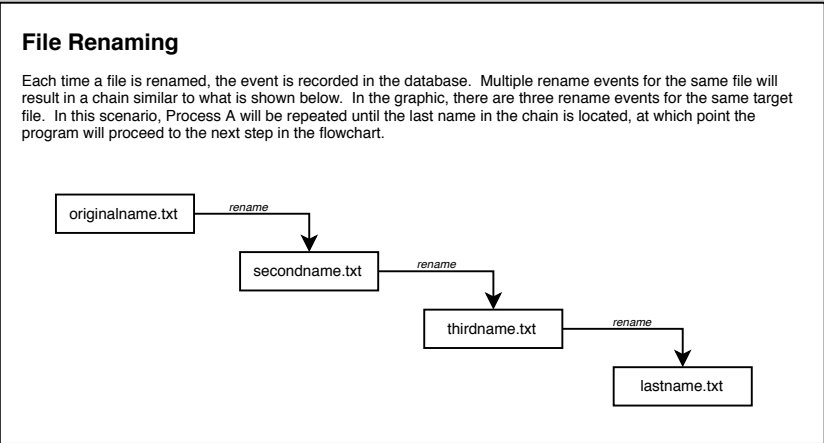 File Renaming
Each time a file is renamed, the event is recorded in the database.  Multiple rename events for the same file will
result in a chain similar to what is shown below.  In the graphic, there are three rename events for the same target
file.  In this scenario, Process A will be repeated until the last name in the chain is located, at which point the
program will proceed to the next step in the flowchart.
originalname.txt
rename
secondname.txt
rename
thirdname.txt
rename
lastname.txt